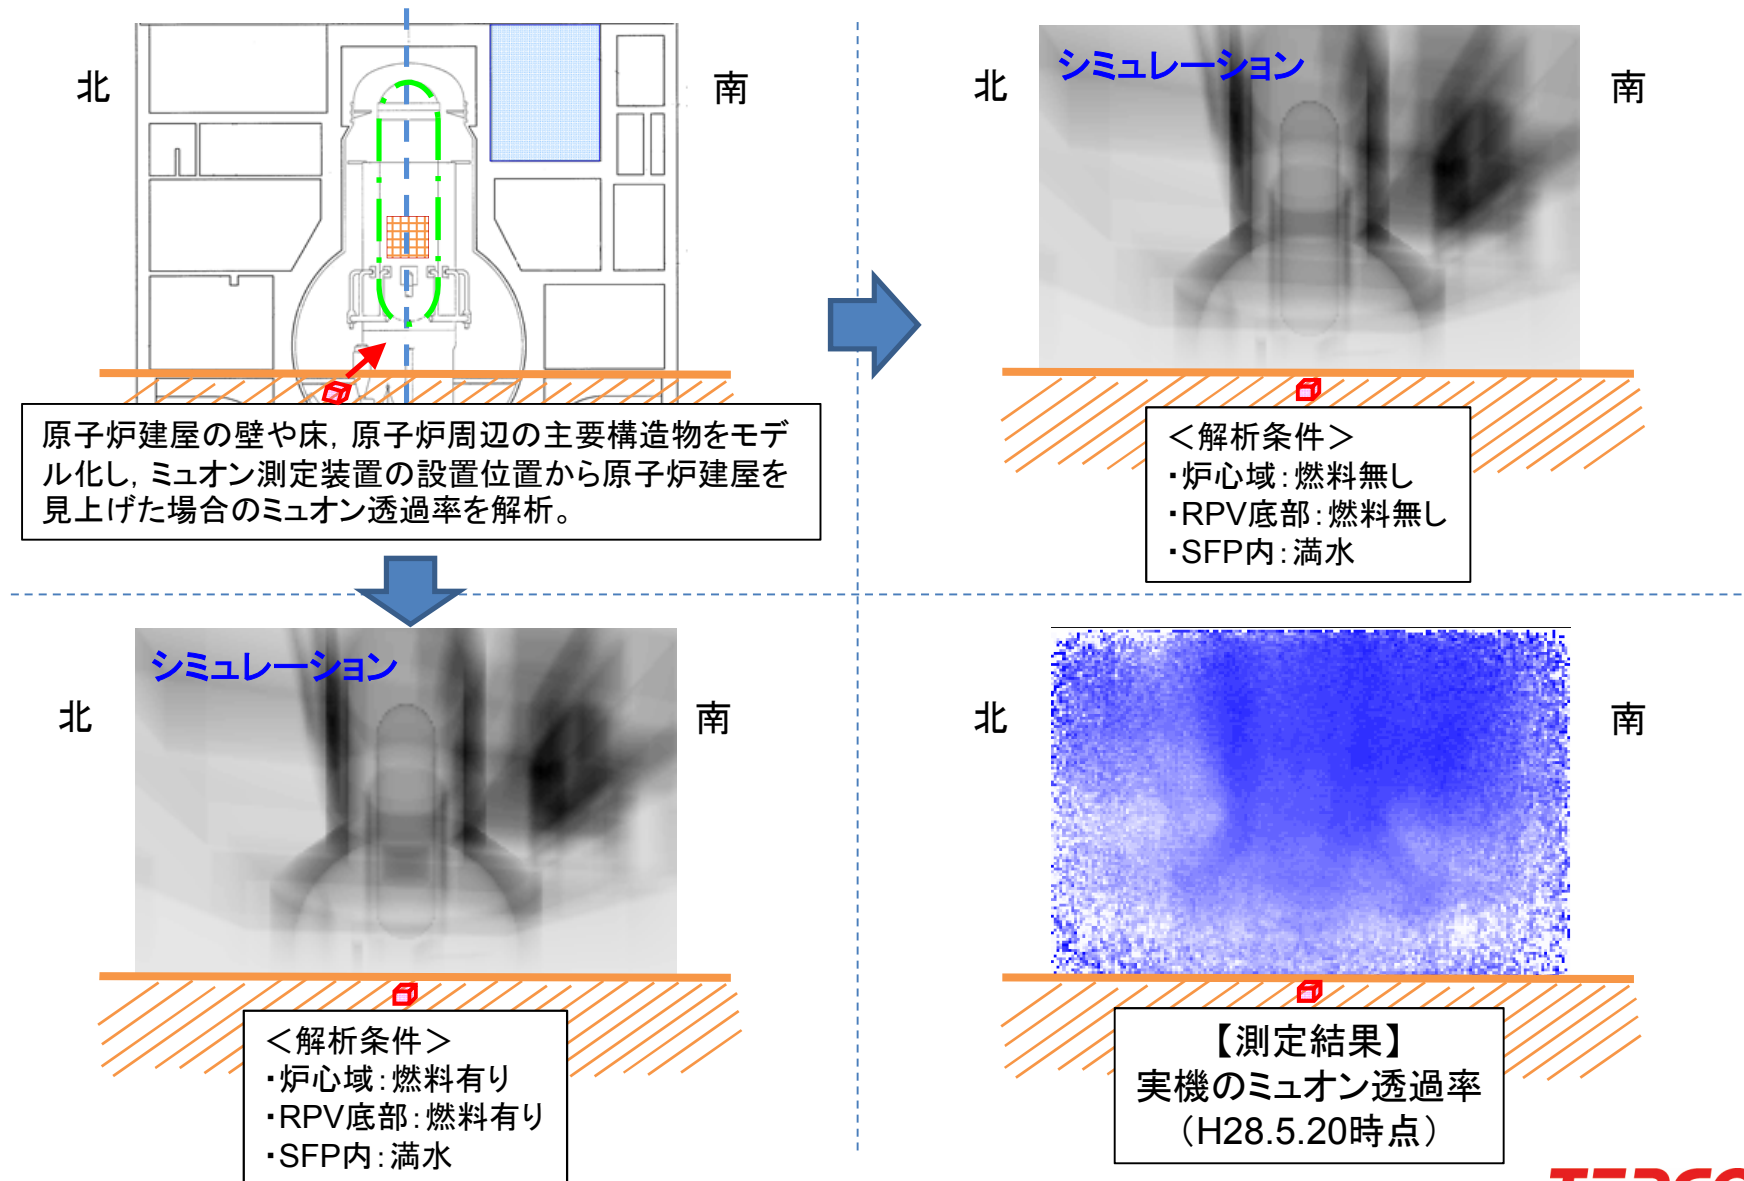 北
南
原子炉建屋の壁や床，原子炉周辺の主要構造物をモデ
ル化し，ミュオン測定装置の設置位置から原子炉建屋を
見上げた場合のミュオン透過率を解析。
シミュレーション
北
南
＜解析条件＞
・炉心域：燃料無し
・RPV底部：燃料無し
・SFP内：満水
シミュレーション
北
南
＜解析条件＞
・炉心域：燃料有り
・RPV底部：燃料有り
・SFP内：満水
北
南
【測定結果】
実機のミュオン透過率
（H28.5.20時点）